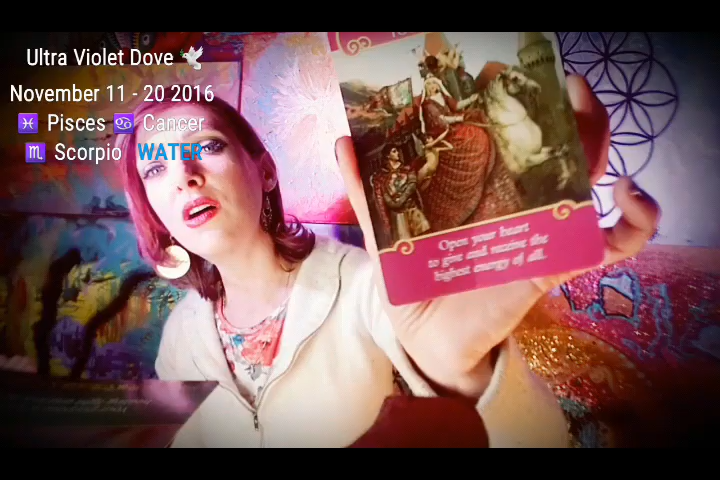 Ultra Violet Dove 🕊
November 11 - 20 2016
♓ Pisces ♋ Cancer
♏ Scorpio WATER
Open your heart
to give and receive the
highest energy of all.